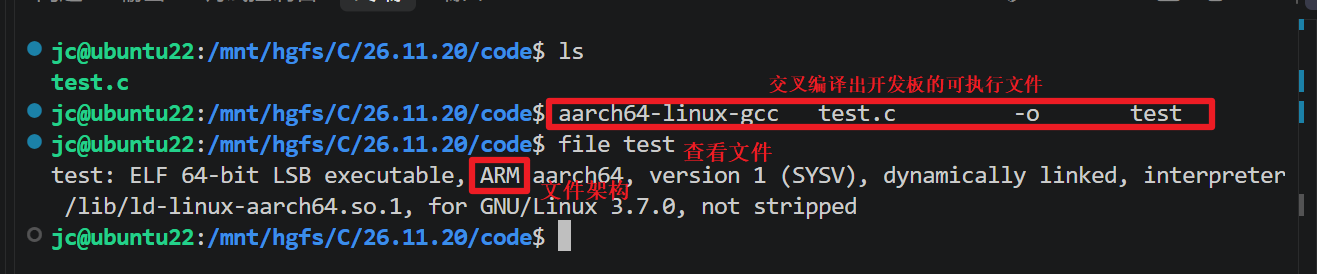 jc@ubuntu22:/mnt/hgfs/C/26.11.20/code$ ls
test.c
交叉编译出开发板的可执行文件
jc@ubuntu22:/mnt/hgfs/C/26.11.20/code$ aarch64-linux-gcc test.c -o test
jc@ubuntu22:/mnt/hgfs/C/26.11.20/code$ file test
查看文件
test: ELF 64-bit LSB executable, ARM aarch64, version 1 (SYSV), dynamically linked, interpreter
文件架构
/lib/ld-linux-aarch64.so.1, for GNU/Linux 3.7.0, not stripped
jc@ubuntu22:/mnt/hgfs/C/26.11.20/code$